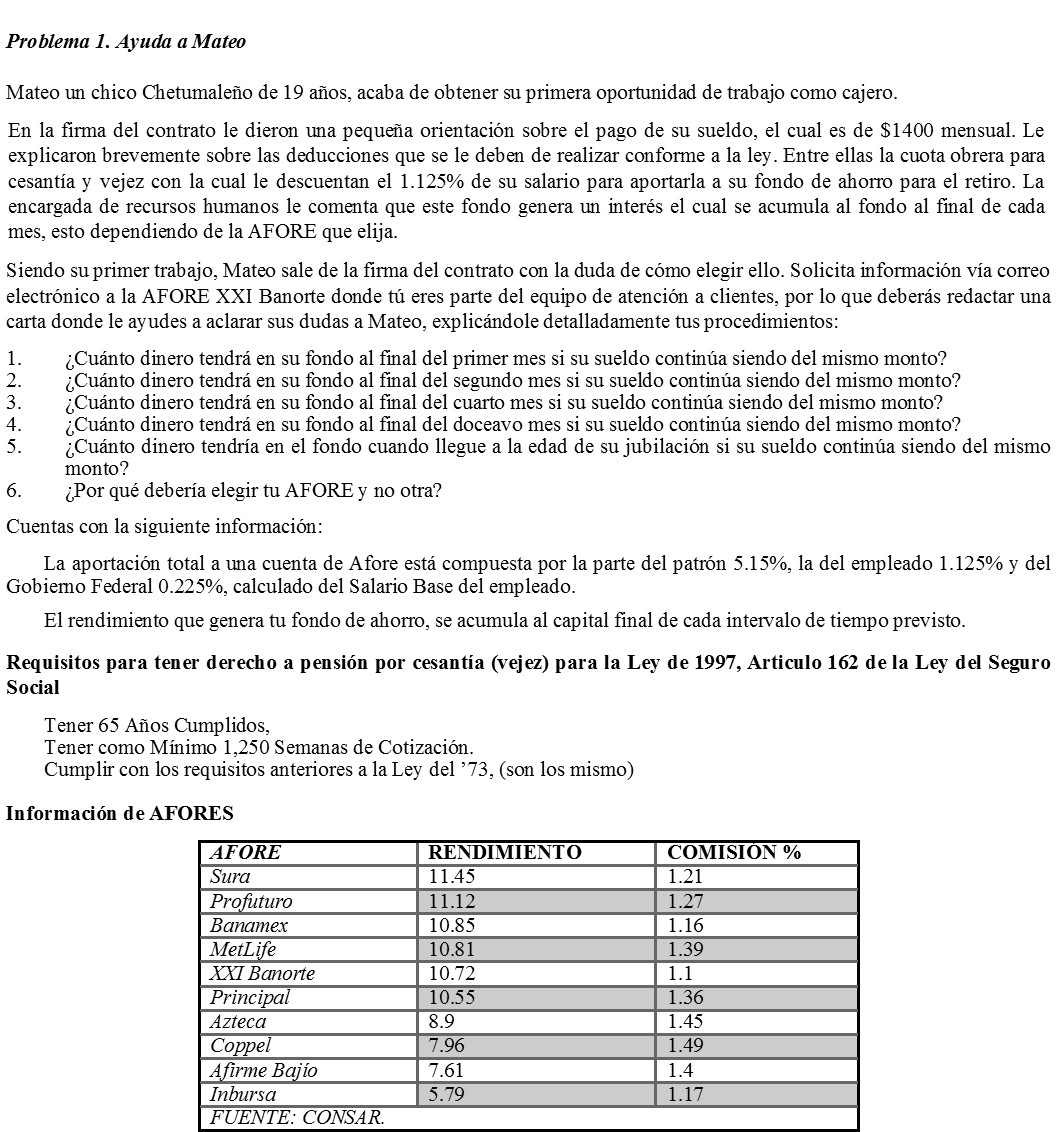 Problema 1. Ayuda a Mateo
Mateo un chico Chetumaleño de 19 años, acaba de obtener su primera oportunidad de trabajo como cajero.
En la firma del contrato le dieron una pequeña orientación sobre el pago de su sueldo, el cual es de $1400 mensual. Le
explicaron brevemente sobre las deducciones que se le deben de realizar conforme a la ley. Entre ellas la cuota obrera para
cesantía y vejez con la cual le descuentan el 1.125% de su salario para aportarla a su fondo de ahorro para el retiro. La
encargada de recursos humanos le comenta que este fondo genera un interés el cual se acumula al fondo al final de cada
mes, esto dependiendo de la AFORE que elija.
Siendo su primer trabajo, Mateo sale de la firma del contrato con la duda de cómo elegir ello. Solicita información vía correo
electrónico a la AFORE XXI Banorte donde tú eres parte del equipo de atención a clientes, por lo que deberás redactar una
carta donde le ayudes a aclarar sus dudas a Mateo, explicándole detalladamente tus procedimientos:
1. ¿Cuánto dinero tendrá en su fondo al final del primer mes si su sueldo continúa siendo del mismo monto?
2. ¿Cuánto dinero tendrá en su fondo al final del segundo mes si su sueldo continúa siendo del mismo monto?
3. ¿Cuánto dinero tendrá en su fondo al final del cuarto mes si su sueldo continúa siendo del mismo monto?
4. ¿Cuánto dinero tendrá en su fondo al final del doceavo mes si su sueldo continúa siendo del mismo monto?
5. ¿Cuánto dinero tendría en el fondo cuando llegue a la edad de su jubilación si su sueldo continúa siendo del mismo
monto?
6. ¿Por qué debería elegir tu AFORE y no otra?
Cuentas con la siguiente información:
La aportación total a una cuenta de Afore está compuesta por la parte del patrón 5.15%, la del empleado 1.125% y del
Gobierno Federal 0.225%, calculado del Salario Base del empleado.
El rendimiento que genera tu fondo de ahorro, se acumula al capital final de cada intervalo de tiempo previsto.
Requisitos para tener derecho a pensión por cesantía (vejez) para la Ley de 1997, Articulo 162 de la Ley del Seguro
Social
Tener 65 Años Cumplidos,
Tener como Mínimo 1,250 Semanas de Cotización.
Cumplir con los requisitos anteriores a la Ley del ’73, (son los mismo)
Información de AFORES
AFORE RENDIMIENTO COMISIÓN %
Sura 11.45 1.21
Profuturo 11.12 1.27
Banamex 10.85 1.16
MetLife 10.81 1.39
XXI Banorte 10.72 1.1
Principal 10.55 1.36
Azteca 8.9 1.45
Coppel 7.96 1.49
Afirme Bajío 7.61 1.4
Inbursa 5.79 1.17
FUENTE: CONSAR.